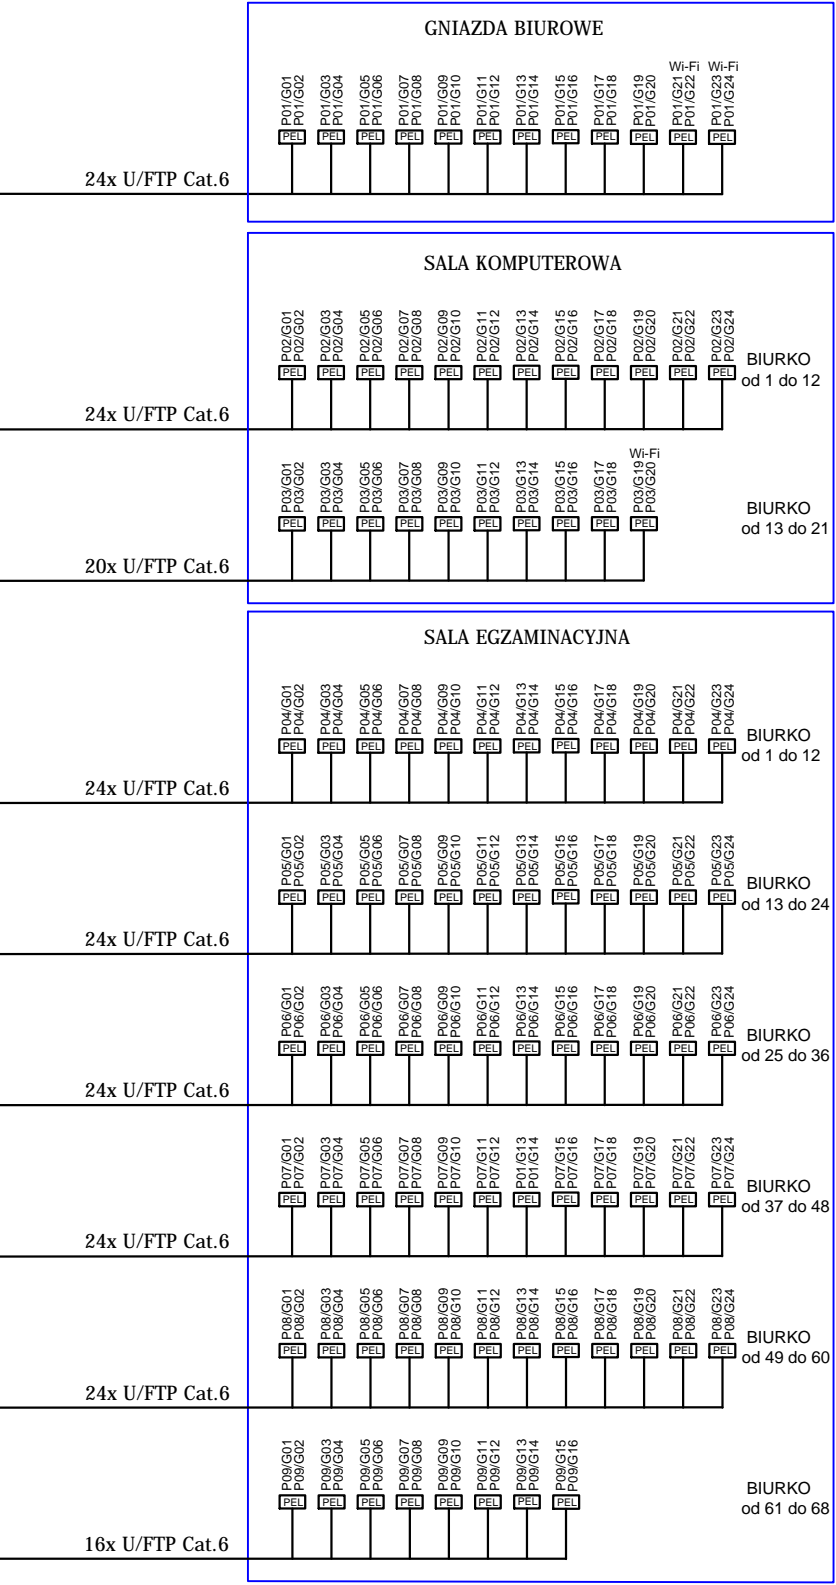 GNIAZDA BIUROWE
Wi-Fi Wi-Fi
P01/G01 P01/G02 P01/G03 P01/G04 P01/G05 P01/G06 P01/G07 P01/G08 P01/G09 P01/G10 P01/G11 P01/G12 P01/G13 P01/G14 P01/G15 P01/G16 P01/G17 P01/G18 P01/G19 P01/G20 P01/G21 P01/G22 P01/G23 P01/G24
PEL PEL PEL PEL PEL PEL PEL PEL PEL PEL PEL PEL
24x U/FTP Cat.6
SALA KOMPUTEROWA
P02/G01 P02/G02 P02/G03 P02/G04 P02/G05 P02/G06 P02/G07 P02/G08 P02/G09 P02/G10 P02/G11 P02/G12 P02/G13 P02/G14 P02/G15 P02/G16 P02/G17 P02/G18 P02/G19 P02/G20 P02/G21 P02/G22 P02/G23 P02/G24
PEL PEL PEL PEL PEL PEL PEL PEL PEL PEL PEL PEL
BIURKO
od 1 do 12
24x U/FTP Cat.6
Wi-Fi
P03/G01 P03/G02 P03/G03 P03/G04 P03/G05 P03/G06 P03/G07 P03/G08 P03/G09 P03/G10 P03/G11 P03/G12 P03/G13 P03/G14 P03/G15 P03/G16 P03/G17 P03/G18 P03/G19 P03/G20
PEL PEL PEL PEL PEL PEL PEL PEL PEL PEL
BIURKO
od 13 do 21
20x U/FTP Cat.6
SALA EGZAMINACYJNA
P04/G01 P04/G02 P04/G03 P04/G04 P04/G05 P04/G06 P04/G07 P04/G08 P04/G09 P04/G10 P04/G11 P04/G12 P04/G13 P04/G14 P04/G15 P04/G16 P04/G17 P04/G18 P04/G19 P04/G20 P04/G21 P04/G22 P04/G23 P04/G24
PEL PEL PEL PEL PEL PEL PEL PEL PEL PEL PEL PEL
BIURKO
od 1 do 12
24x U/FTP Cat.6
P05/G01 P05/G02 P05/G03 P05/G04 P05/G05 P05/G06 P05/G07 P05/G08 P05/G09 P05/G10 P05/G11 P05/G12 P05/G13 P05/G14 P05/G15 P05/G16 P05/G17 P05/G18 P05/G19 P05/G20 P05/G21 P05/G22 P05/G23 P05/G24
PEL PEL PEL PEL PEL PEL PEL PEL PEL PEL PEL PEL
BIURKO
od 13 do 24
24x U/FTP Cat.6
P06/G01 P06/G02 P06/G03 P06/G04 P06/G05 P06/G06 P06/G07 P06/G08 P06/G09 P06/G10 P06/G11 P06/G12 P06/G13 P06/G14 P06/G15 P06/G16 P06/G17 P06/G18 P06/G19 P06/G20 P06/G21 P06/G22 P06/G23 P06/G24
PEL PEL PEL PEL PEL PEL PEL PEL PEL PEL PEL PEL
BIURKO
od 25 do 36
24x U/FTP Cat.6
P07/G01 P07/G02 P07/G03 P07/G04 P07/G05 P07/G06 P07/G07 P07/G08 P07/G09 P07/G10 P07/G11 P07/G12 P01/G13 P01/G14 P07/G15 P07/G16 P07/G17 P07/G18 P07/G19 P07/G20 P07/G21 P07/G22 P07/G23 P07/G24
PEL PEL PEL PEL PEL PEL PEL PEL PEL PEL PEL PEL
BIURKO
od 37 do 48
24x U/FTP Cat.6
P08/G01 P08/G02 P08/G03 P08/G04 P08/G05 P08/G06 P08/G07 P08/G08 P08/G09 P08/G10 P08/G11 P08/G12 P08/G13 P08/G14 P08/G15 P08/G16 P08/G17 P08/G18 P08/G19 P08/G20 P08/G21 P08/G22 P08/G23 P08/G24
PEL PEL PEL PEL PEL PEL PEL PEL PEL PEL PEL PEL
BIURKO
od 49 do 60
24x U/FTP Cat.6
P09/G01 P09/G02 P09/G03 P09/G04 P09/G05 P09/G06 P09/G07 P09/G08 P09/G09 P09/G10 P09/G11 P09/G12 P09/G13 P09/G14 P09/G15 P09/G16
PEL PEL PEL PEL PEL PEL PEL PEL
BIURKO
od 61 do 68
16x U/FTP Cat.6